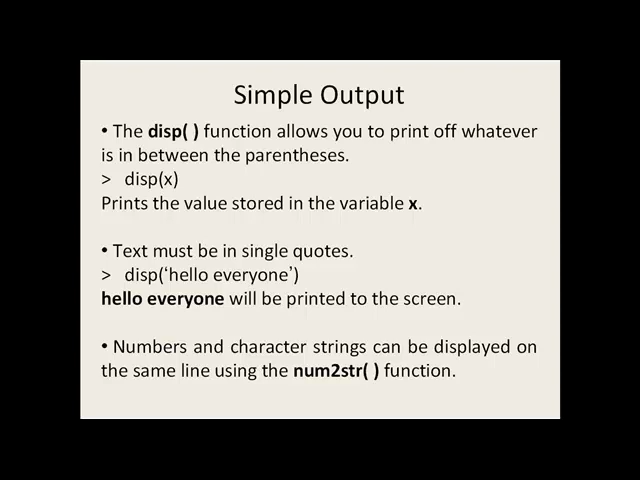 Simple Output
• The disp( ) function allows you to print off whatever
is in between the parentheses.
> disp(x)
Prints the value stored in the variable x.
• Text must be in single quotes.
> disp(‘hello everyone’)
hello everyone will be printed to the screen.
• Numbers and character strings can be displayed on
the same line using the num2str( ) function.